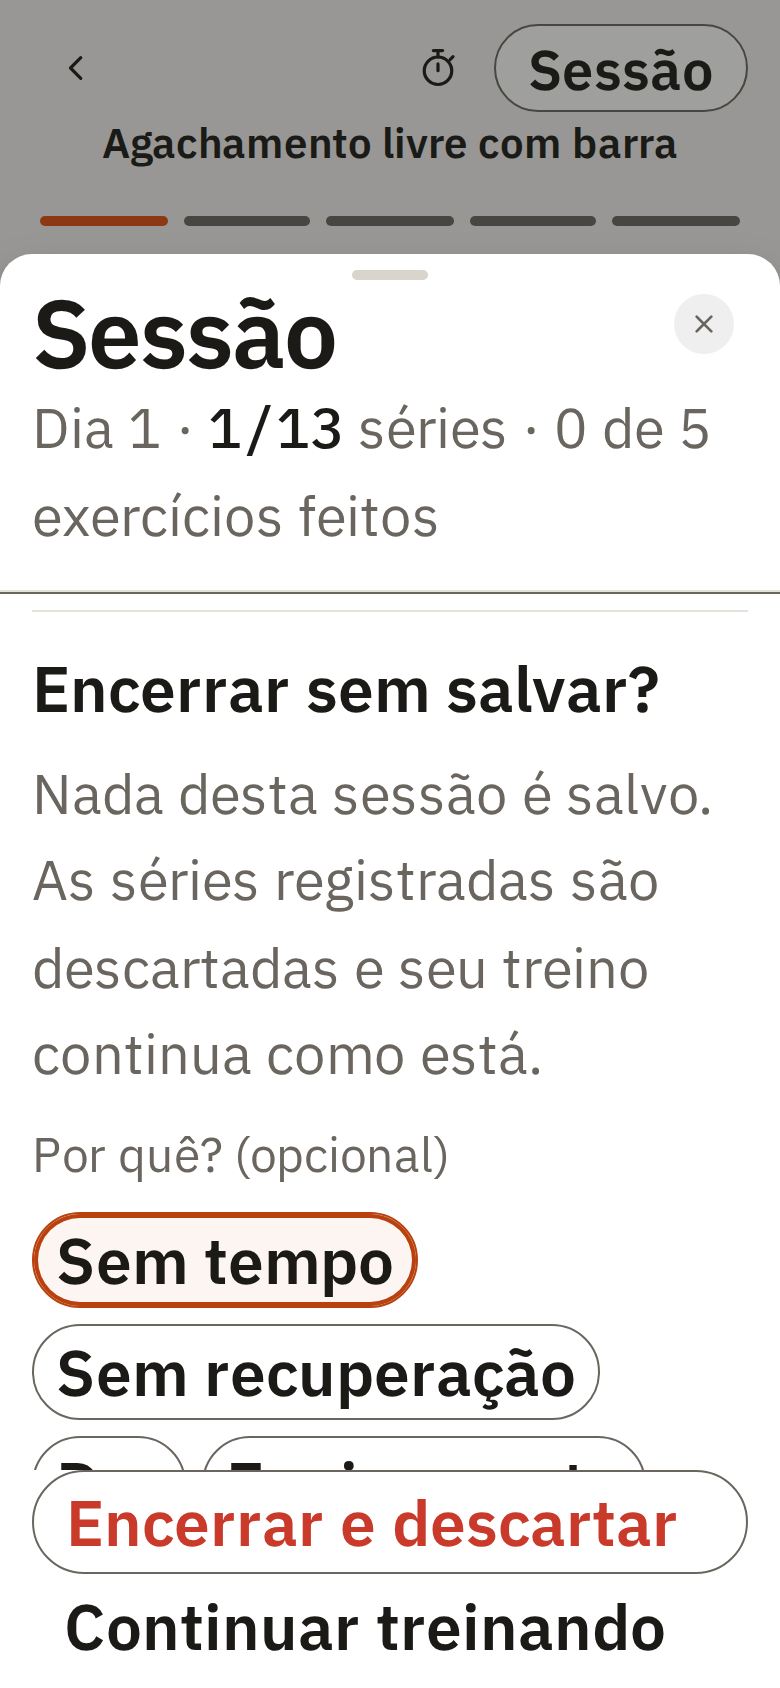 Sessão
Agachamento livre com barra
Sessão
Dia 1 · 1/13 séries · 0 de 5
exercícios feitos
Encerrar sem salvar?
Nada desta sessão é salvo.
As séries registradas são
descartadas e seu treino
continua como está.
Por quê? (opcional)
Sem tempo
Sem recuperação
Encerrar e descartar
Continuar treinando